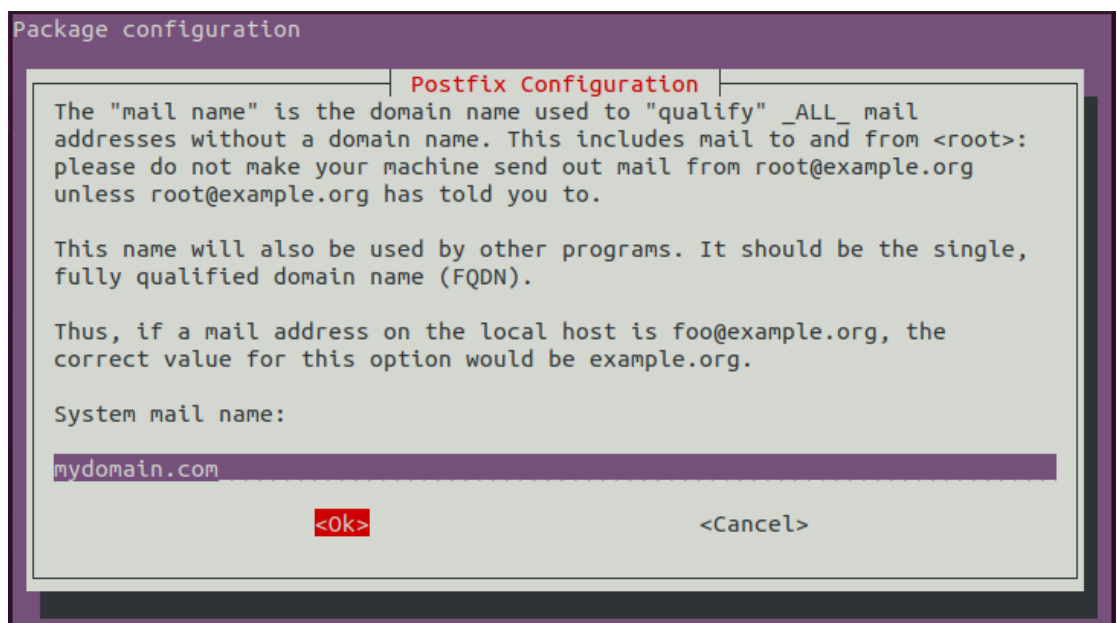 Package configuration
Postfix Configuration
The "mail name" is the domain name used to "qualify" _ALL_ mail
addresses without a domain name. This includes mail to and from <root>:
please do not make your machine send out mail from root@example.org
unless root@example.org has told you to.
This name will also be used by other programs. It should be the single,
fully qualified domain name (FQDN).
Thus, if a mail address on the local host is foo@example.org, the
correct value for this option would be example.org.
System mail name:
mydomain.com
<Ok> <Cancel>